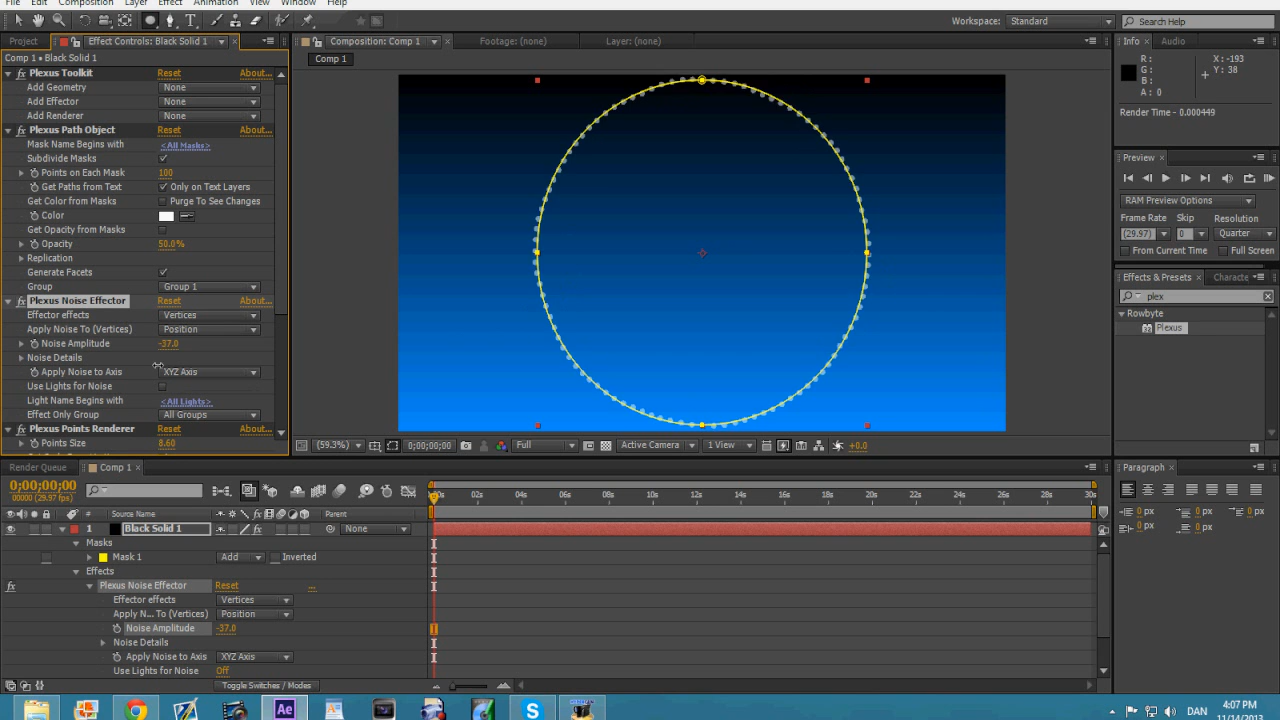 File Edit Composition Layer Effect Animation View Window Help
Workspace: Standard Search Help
Project Effect Controls: Black Solid 1
Comp 1 • Black Solid 1
Plexus Toolkit Reset About...
Add Geometry None
Add Effector None
Add Renderer None
Plexus Path Object Reset About...
Mask Name Begins with <All Masks>
Subdivide Masks
Points on Each Mask 100
Get Paths from Text Only on Text Layers
Get Color from Masks Purge To See Changes
Color
Get Opacity from Masks
Opacity 50.0%
Replication
Generate Facets
Group Group 1
Plexus Noise Effector Reset About...
Effector effects Vertices
Apply Noise To (Vertices) Position
Noise Amplitude -37.0
Noise Details
Apply Noise to Axis XYZ Axis
Use Lights for Noise
Light Name Begins with <All Lights>
Effect Only Group All Groups
Plexus Points Renderer Reset About...
Points Size 8.60
Composition: Comp 1 Footage: (none) Layer: (none)
Comp 1
(59.3%) 0;00;00;00 Full Active Camera 1 View +0.0
Info Audio
R: X: -193
G: Y: 38
B:
A: 0
Render Time - 0.000449
Preview
RAM Preview Options
Frame Rate Skip Resolution
(29.97) 0 Quarter
From Current Time Full Screen
Effects & Presets Characte
plex
Rowbyte
Plexus
Paragraph
0 px 0 px 0 px
0 px 0 px
Render Queue Comp 1
0;00;00;00
00000 (29.97 fps)
# Source Name Parent
1 Black Solid 1 None
Masks
Mask 1 Add Inverted
Effects
Plexus Noise Effector Reset ...
Effector effects Vertices
Apply N... To (Vertices) Position
Noise Amplitude -37.0
Noise Details
Apply Noise to Axis XYZ Axis
Use Lights for Noise Off
02s 04s 06s 08s 10s 12s 14s 16s 18s 20s 22s 24s 26s 28s 30s
Toggle Switches / Modes
DAN 4:07 PM
11/14/2013